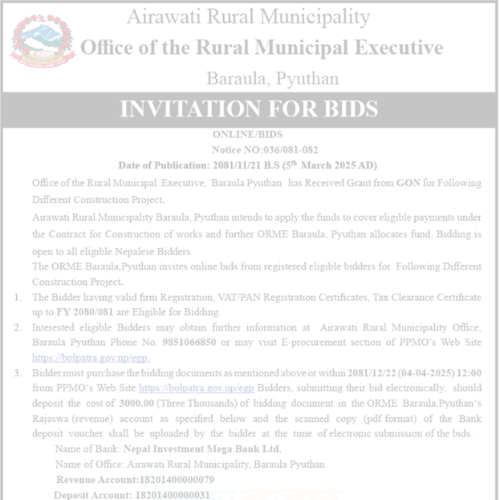 Airawati Rural Municipality
Office of the Rural Municipal Executive
Baraula, Pyuthan
INVITATION FOR BIDS
ONLINE/BIDS
Notice NO:036/081-082
Date of Publication: 2081/11/21 B.S (5th March 2025 AD)
Office of the Rural Municipal Executive, Baraula Pyuthan has Received Grant from GON for Following
Different Construction Project.
Airawati Rural Municipality Baraula, Pyuthan intends to apply the funds to cover eligible payments under
the Contract for Construction of works and further ORME Baraula, Pyuthan allocates fund. Bidding is
open to all eligible Nepalese Bidders.
The ORME Baraula,Pyuthan invites online bids from registered eligible bidders for Following Different
Construction Project.
1. The Bidder having valid firm Registration, VAT/PAN Registration Certificates, Tax Clearance Certificate
up to FY 2080/081 are Eligible for Bidding.
2. Interested eligible Bidders may obtain further information at Airawati Rural Municipality Office,
Baraula Pyuthan Phone No. 9851066850 or may visit E-procurement section of PPMO's Web Site
https://bolpatra.gov.np/egp.
3. Bidder must purchase the bidding documents as mentioned above or within 2081/12/22 (04-04-2025) 12:00
from PPMO's Web Site https://bolpatra.gov.up/egp Bidders, submutting their bid electronically, should
deposit the cost of 3000.00 (Three Thousands) of bidding document in the ORME Baraula,Pyuthan's
Rajaswa (revenue) account as specified below and the scanned copy (pdf format) of the Bank
deposit voucher shall be uploaded by the bidder at the time of electronic submission of the bids.
Name of Bank: Nepal Investment Mega Bank Ltd.
Name of Office: Airawati Rural Municipality, Baraula Pyuthan
Revenue Account:18201400000079
Deposit Account: 18201400000031